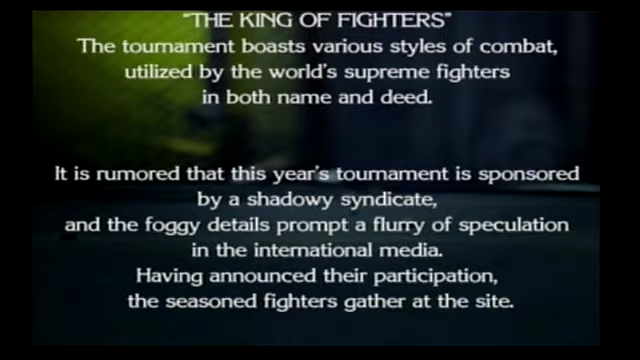 "THE KING OF FIGHTERS"
The tournament boasts various styles of combat,
utilized by the world's supreme fighters
in both name and deed.
It is rumored that this year's tournament is sponsored
by a shadowy syndicate,
and the foggy details prompt a flurry of speculation
in the international media.
Having announced their participation,
the seasoned fighters gather at the site.